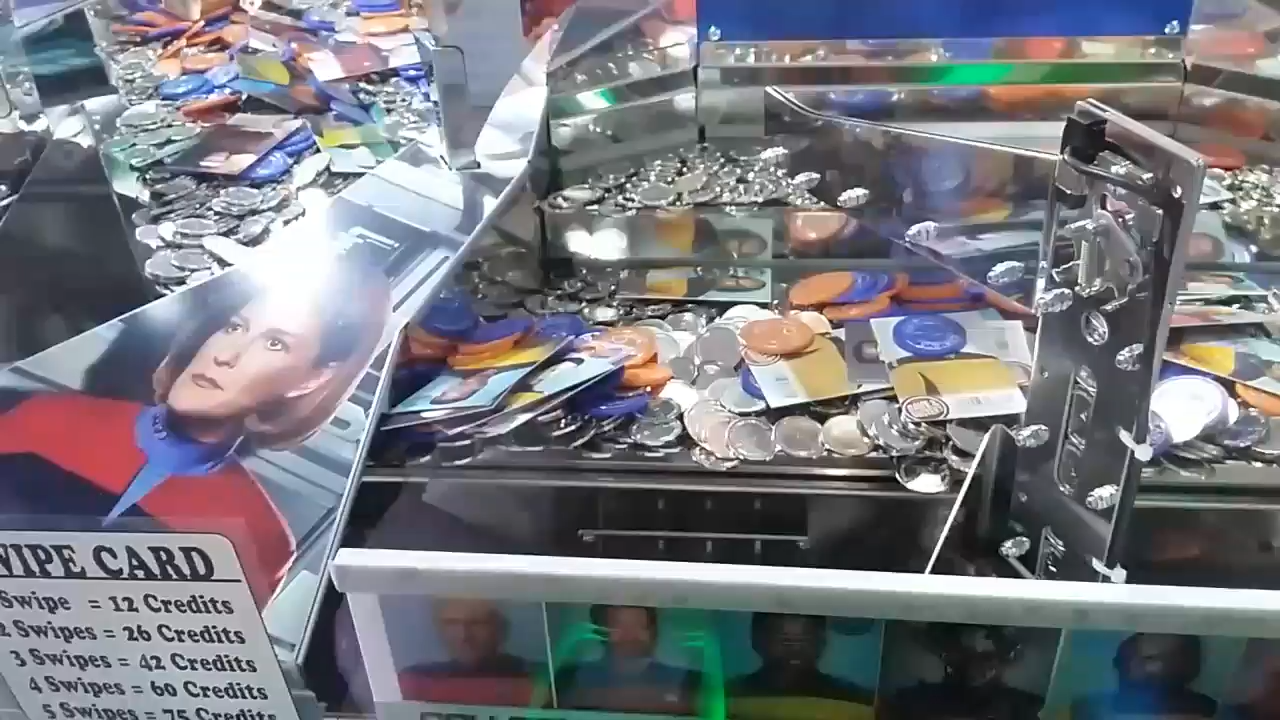 WIPE CARD
Swipe = 12 Credits
2 Swipes = 26 Credits
3 Swipes = 42 Credits
4 Swipes = 60 Credits
5 Swipes = 75 Credits